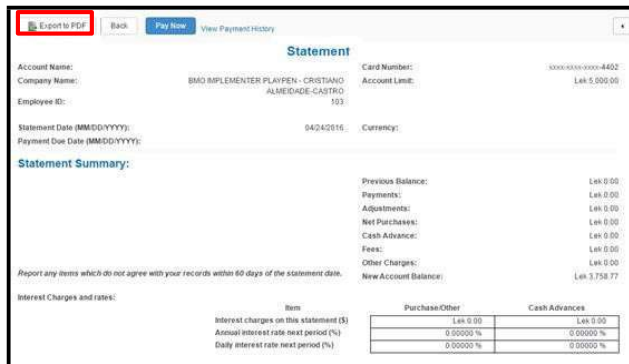 Export to PDF Back Pay Now View Payment History
Statement
Account Name: Card Number: xxxx-xxxx-xxxx-4402
Company Name: BMO IMPLEMENTER PLAYPEN - CRISTIANO Account Limit: Lek 5,000.00
ALMEIDADE-CASTRO
Employee ID: 103
Statement Date (MM/DD/YYYY): 04/24/2016 Currency:
Payment Due Date (MM/DD/YYYY):
Statement Summary:
Previous Balance: Lek 0.00
Payments: Lek 0.00
Adjustments: Lek 0.00
Net Purchases: Lek 0.00
Cash Advance: Lek 0.00
Fees: Lek 0.00
Other Charges: Lek 0.00
Report any items which do not agree with your records within 60 days of the statement date. New Account Balance: Lek 3,758.77
Interest Charges and rates:
Item Purchase/Other Cash Advances
Interest charges on this statement ($) Lek 0.00 Lek 0.00
Annual interest rate next period (%) 0.00000 % 0.00000 %
Daily interest rate next period (%) 0.00000 % 0.00000 %